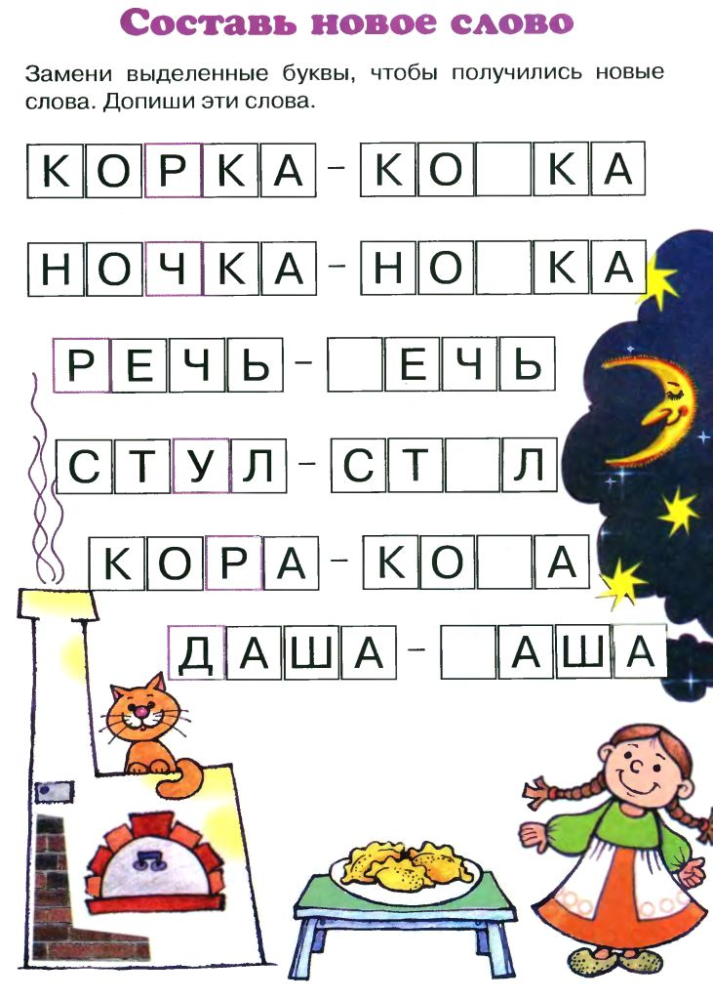 Составь новое слово
Замени выделенные буквы, чтобы получились новые
слова. Допиши эти слова.
КОРКА – КО КА
НОЧКА – НО КА
РЕЧЬ – ЕЧЬ
СТУЛ – СТ Л
КОРА – КО А
ДАША – АША